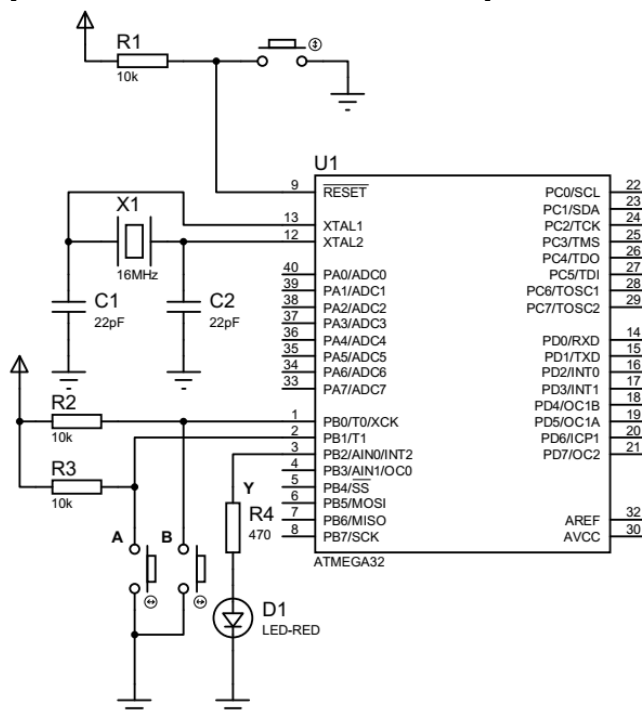 R1
10k
U1
9
RESET
PC0/SCL
22
PC1/SDA
23
13
XTAL1
PC2/TCK
24
12
XTAL2
PC3/TMS
25
PC4/TDO
26
X1
16MHz
40
PA0/ADC0
PC5/TDI
27
39
PA1/ADC1
PC6/TOSC1
28
38
PA2/ADC2
PC7/TOSC2
29
37
PA3/ADC3
C1
22pF
C2
22pF
36
PA4/ADC4
PD0/RXD
14
35
PA5/ADC5
PD1/TXD
15
34
PA6/ADC6
PD2/INT0
16
33
PA7/ADC7
PD3/INT1
17
PD4/OC1B
18
R2
10k
1
PB0/T0/XCK
PD5/OC1A
19
2
PB1/T1
PD6/ICP1
20
3
PB2/AIN0/INT2
PD7/OC2
21
R3
10k
4
PB3/AIN1/OC0
5
PB4/SS
6
PB5/MOSI
7
PB6/MISO
AREF
32
8
PB7/SCK
AVCC
30
ATMEGA32
Y
R4
470
A
B
D1
LED-RED